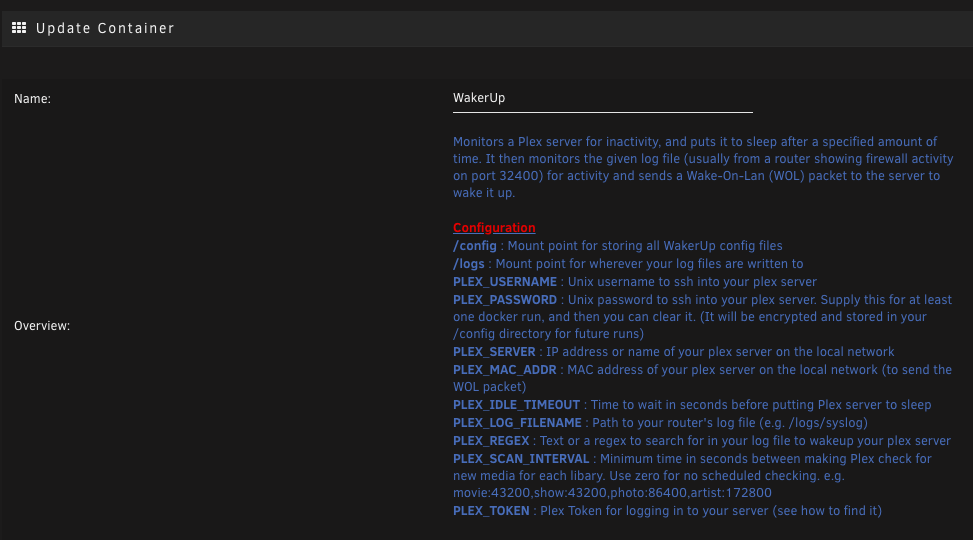 Update Container
Name:
WakerUp
Monitors a Plex server for inactivity, and puts it to sleep after a specified amount of
time. It then monitors the given log file (usually from a router showing firewall activity
on port 32400) for activity and sends a Wake-On-Lan (WOL) packet to the server to
wake it up.
Configuration
/config : Mount point for storing all WakerUp config files
/logs : Mount point for wherever your log files are written to
PLEX_USERNAME : Unix username to ssh into your plex server
PLEX_PASSWORD : Unix password to ssh into your plex server. Supply this for at least
one docker run, and then you can clear it. (It will be encrypted and stored in your
/config directory for future runs)
Overview:
PLEX_SERVER : IP address or name of your plex server on the local network
PLEX_MAC_ADDR : MAC address of your plex server on the local network (to send the
WOL packet)
PLEX_IDLE_TIMEOUT : Time to wait in seconds before putting Plex server to sleep
PLEX_LOG_FILENAME : Path to your router's log file (e.g. /logs/syslog)
PLEX_REGEX : Text or a regex to search for in your log file to wakeup your plex server
PLEX_SCAN_INTERVAL : Minimum time in seconds between making Plex check for
new media for each libary. Use zero for no scheduled checking. e.g.
movie:43200,show:43200,photo:86400,artist:172800
PLEX_TOKEN : Plex Token for logging in to your server (see how to find it)